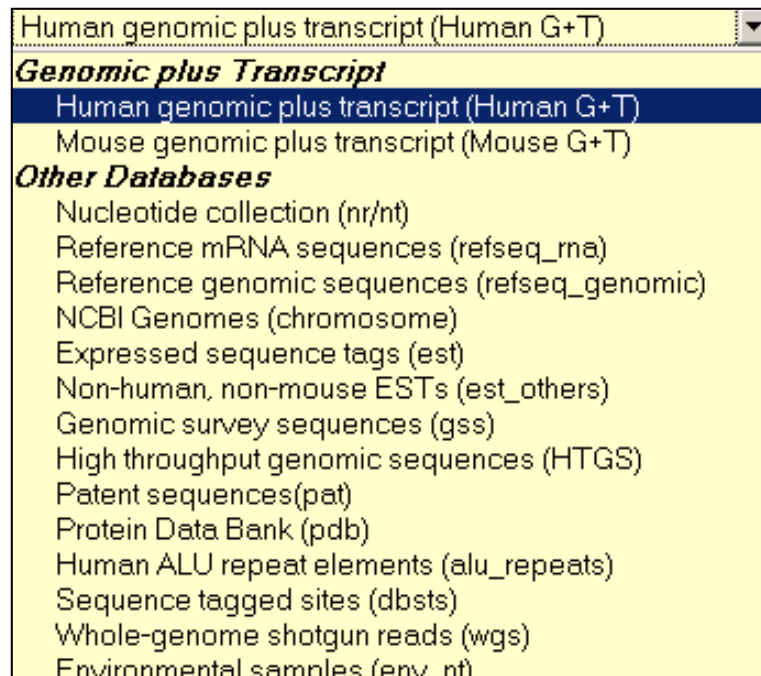 Human genomic plus transcript (Human G+T)
Genomic plus Transcript
Human genomic plus transcript (Human G+T)
Mouse genomic plus transcript (Mouse G+T)
Other Databases
Nucleotide collection (nr/nt)
Reference mRNA sequences (refseq_rna)
Reference genomic sequences (refseq_genomic)
NCBI Genomes (chromosome)
Expressed sequence tags (est)
Non-human, non-mouse ESTs (est_others)
Genomic survey sequences (gss)
High throughput genomic sequences (HTGS)
Patent sequences(pat)
Protein Data Bank (pdb)
Human ALU repeat elements (alu_repeats)
Sequence tagged sites (dbsts)
Whole-genome shotgun reads (wgs)
Environmental samples (env_nt)